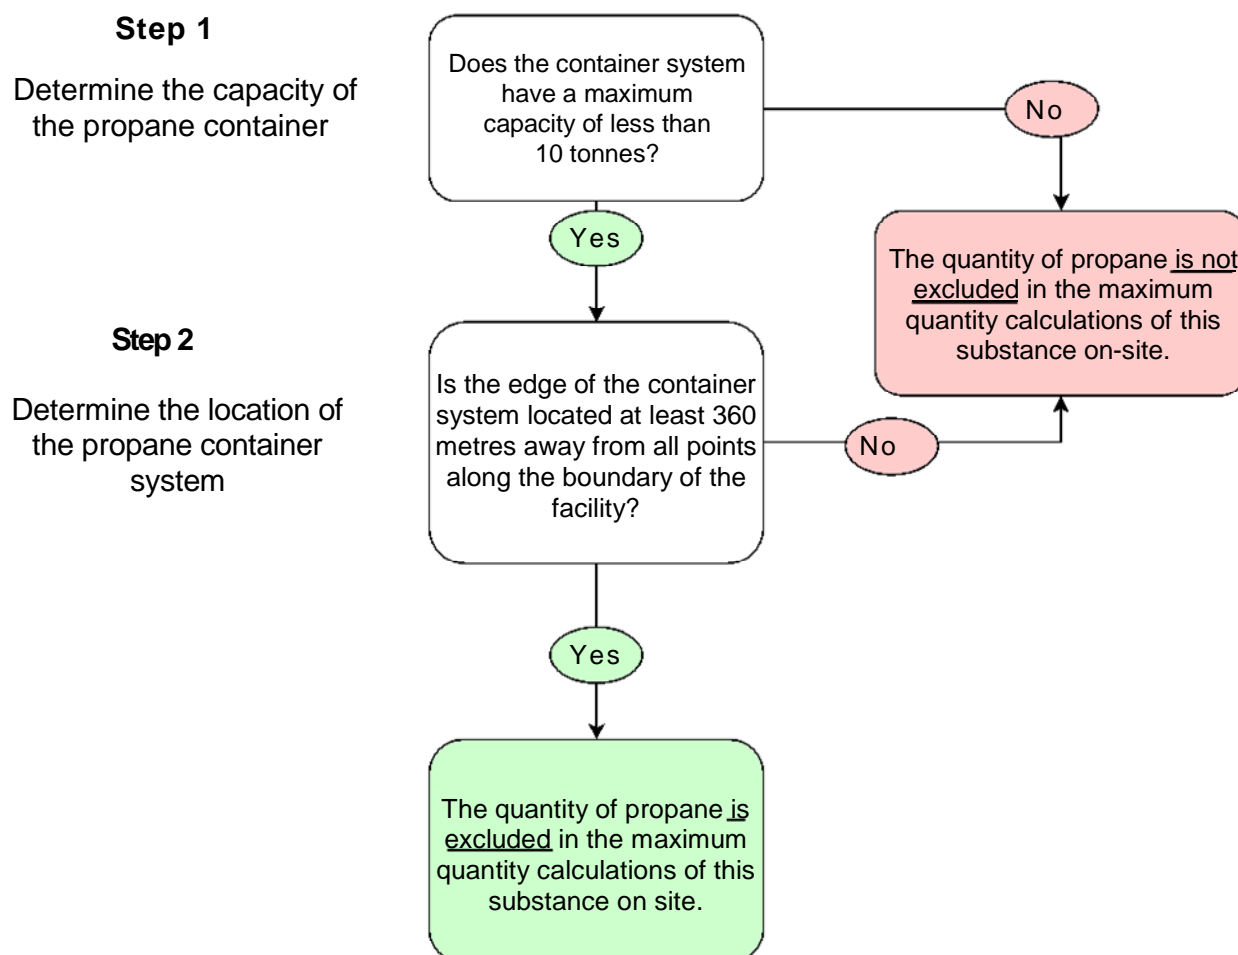 Step 1
Determine the capacity of
the propane container
Does the container system
have a maximum
capacity of less than
10 tonnes?
No
Yes
The quantity of propane is not
excluded in the maximum
quantity calculations of this
substance on-site.
Step 2
Determine the location of
the propane container
system
Is the edge of the container
system located at least 360
metres away from all points
along the boundary of the
facility?
No
Yes
The quantity of propane is
excluded in the maximum
quantity calculations of this
substance on site.